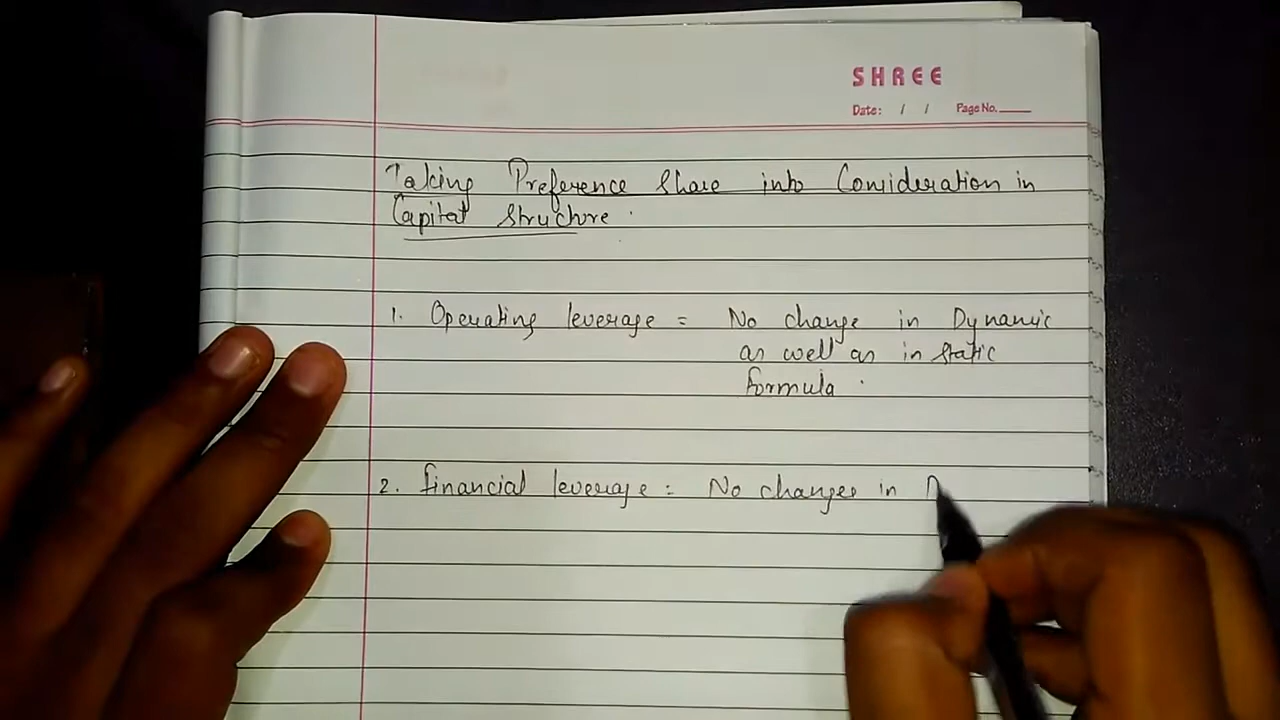 SHREE
Date: / / Page No.
Taking Preference Share into Consideration in
Capital Structure.
1. Operating leverage = No change in Dynamic
as well as in static
formula.
2. financial leverage = No changes in D